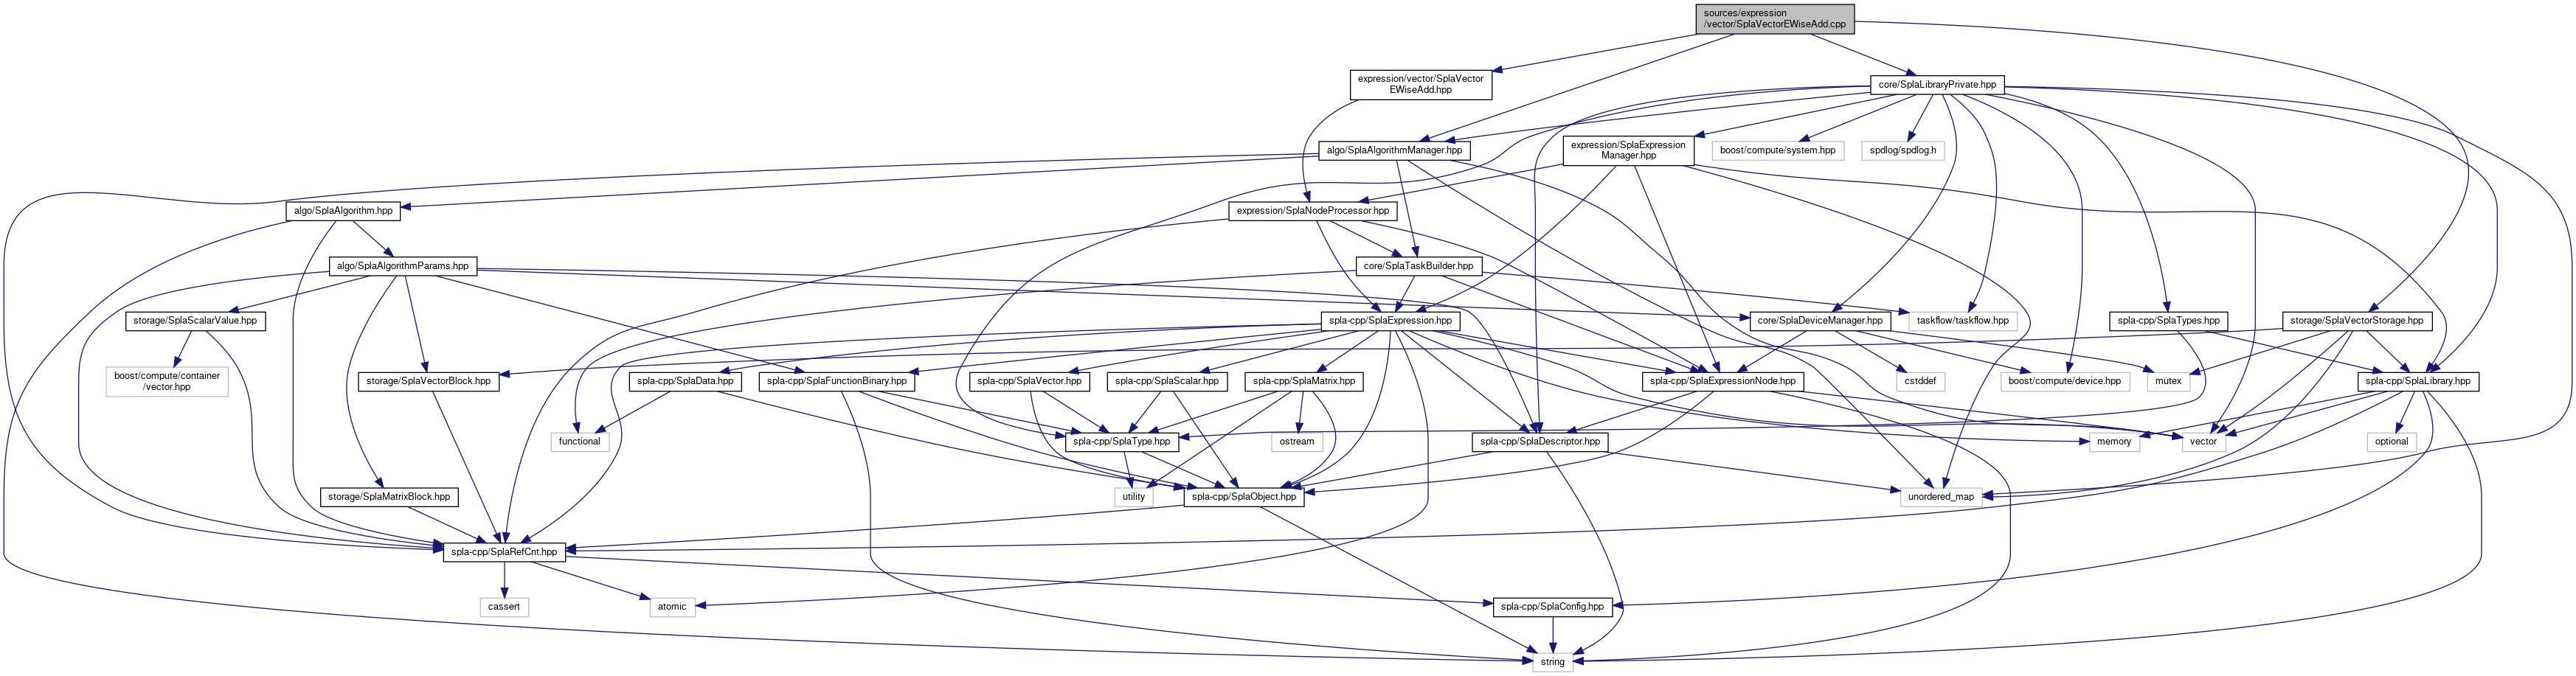 sources/expression
/vector/SplaVectorEWiseAdd.cpp
expression/vector/SplaVector
EWiseAdd.hpp
core/SplaLibraryPrivate.hpp
algo/SplaAlgorithmManager.hpp
expression/SplaExpression
Manager.hpp
boost/compute/system.hpp
spdlog/spdlog.h
algo/SplaAlgorithm.hpp
expression/SplaNodeProcessor.hpp
algo/SplaAlgorithmParams.hpp
core/SplaTaskBuilder.hpp
storage/SplaScalarValue.hpp
spla-cpp/SplaExpression.hpp
core/SplaDeviceManager.hpp
taskflow/taskflow.hpp
spla-cpp/SplaTypes.hpp
storage/SplaVectorStorage.hpp
boost/compute/container
/vector.hpp
storage/SplaVectorBlock.hpp
spla-cpp/SplaData.hpp
spla-cpp/SplaFunctionBinary.hpp
spla-cpp/SplaVector.hpp
spla-cpp/SplaScalar.hpp
spla-cpp/SplaMatrix.hpp
spla-cpp/SplaExpressionNode.hpp
cstddef
boost/compute/device.hpp
mutex
spla-cpp/SplaLibrary.hpp
functional
spla-cpp/SplaType.hpp
ostream
spla-cpp/SplaDescriptor.hpp
memory
vector
optional
storage/SplaMatrixBlock.hpp
utility
spla-cpp/SplaObject.hpp
unordered_map
spla-cpp/SplaRefCnt.hpp
cassert
atomic
spla-cpp/SplaConfig.hpp
string